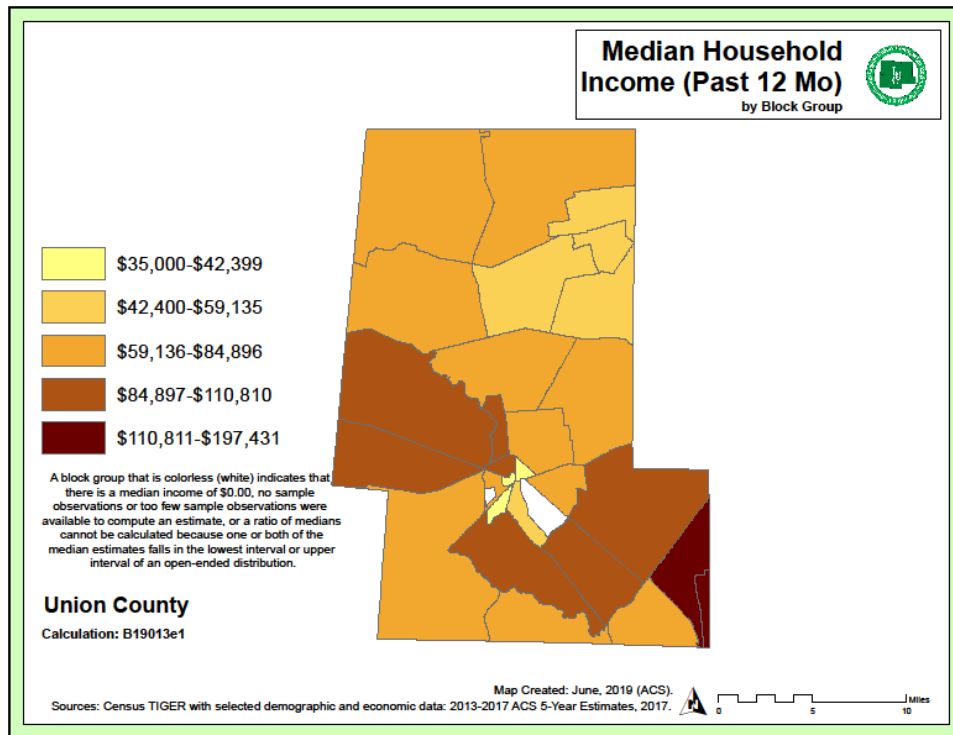 Median Household
Income (Past 12 Mo)
by Block Group
$35,000-$42,399
$42,400-$59,135
$59,136-$84,896
$84,897-$110,810
$110,811-$197,431
A block group that is colorless (white) indicates that
there is a median income of $0.00, no sample
observations or too few sample observations were
available to compute an estimate, or a ratio of medians
cannot be calculated because one or both of the
median estimates falls in the lowest interval or upper
interval of an open-ended distribution.
Union County
Calculation: B19013e1
Map Created: June, 2019 (ACS).
Sources: Census TIGER with selected demographic and economic data: 2013-2017 ACS 5-Year Estimates, 2017.
N
Miles
0 5 10